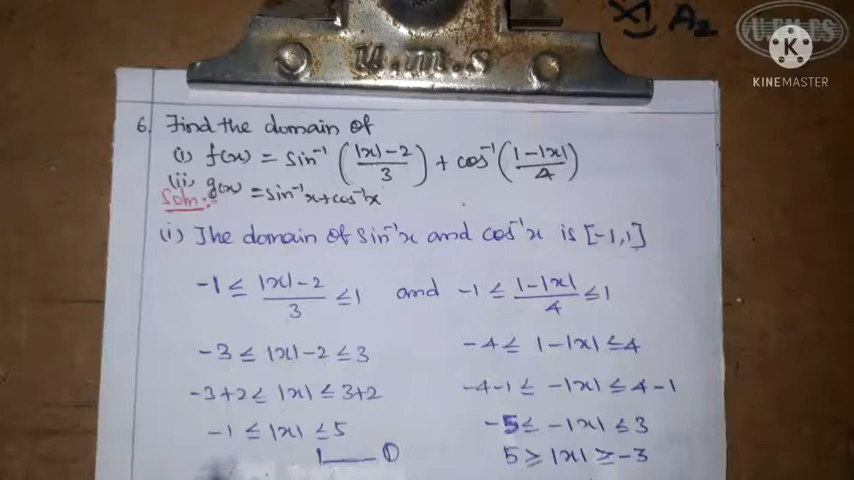 U.M.S
KINEMASTER
6. Find the domain of
(i) f(x) = sin⁻¹ (|x|-2/3) + cos⁻¹ (1-|x|/4)
(ii) g(x) = sin⁻¹x + cos⁻¹x
Soln:-
(i) The domain of sin⁻¹x and cos⁻¹x is [-1,1]
-1 ≤ |x|-2/3 ≤ 1 and -1 ≤ 1-|x|/4 ≤ 1
-3 ≤ |x|-2 ≤ 3 -4 ≤ 1-|x| ≤ 4
-3+2 ≤ |x| ≤ 3+2 -4-1 ≤ -|x| ≤ 4-1
-1 ≤ |x| ≤ 5 -5 ≤ -|x| ≤ 3
① 5 ≥ |x| ≥ -3